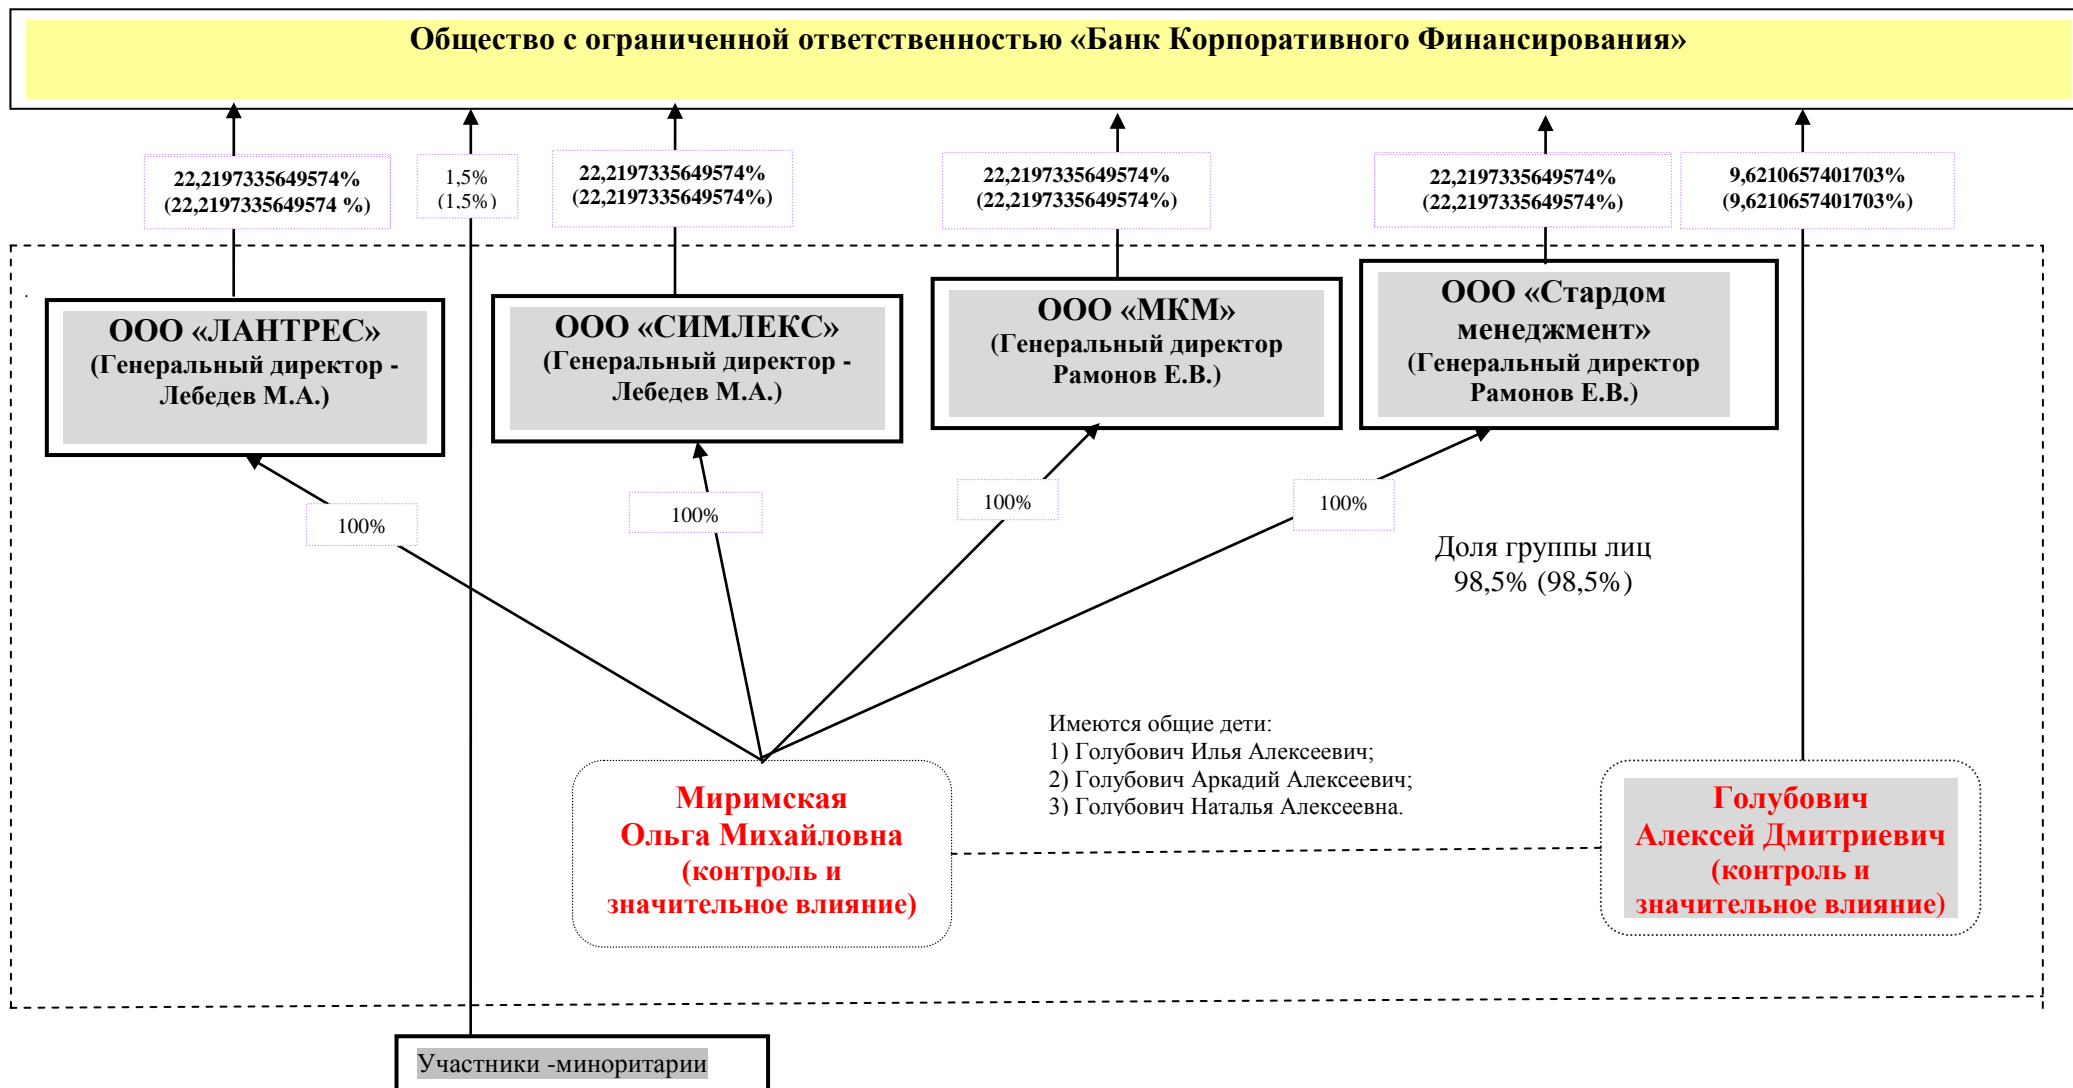 Общество с ограниченной ответственностью «Банк Корпоративного Финансирования»
22,2197335649574%
(22,2197335649574 %)
1,5%
(1,5%)
22,2197335649574%
(22,2197335649574%)
22,2197335649574%
(22,2197335649574%)
22,2197335649574%
(22,2197335649574%)
9,6210657401703%
(9,6210657401703%)
ООО «ЛАНТРЕС»
(Генеральный директор -
Лебедев М.А.)
ООО «СИМЛЕКС»
(Генеральный директор -
Лебедев М.А.)
ООО «МКМ»
(Генеральный директор
Рамонов Е.В.)
ООО «Стардом
менеджмент»
(Генеральный директор
Рамонов Е.В.)
100%
100%
100%
100%
Доля группы лиц
98,5% (98,5%)
Имеются общие дети:
1) Голубович Илья Алексеевич;
2) Голубович Аркадий Алексеевич;
3) Голубович Наталья Алексеевна.
Миримская
Ольга Михайловна
(контроль и
значительное влияние)
Голубович
Алексей Дмитриевич
(контроль и
значительное влияние)
Участники -миноритарии